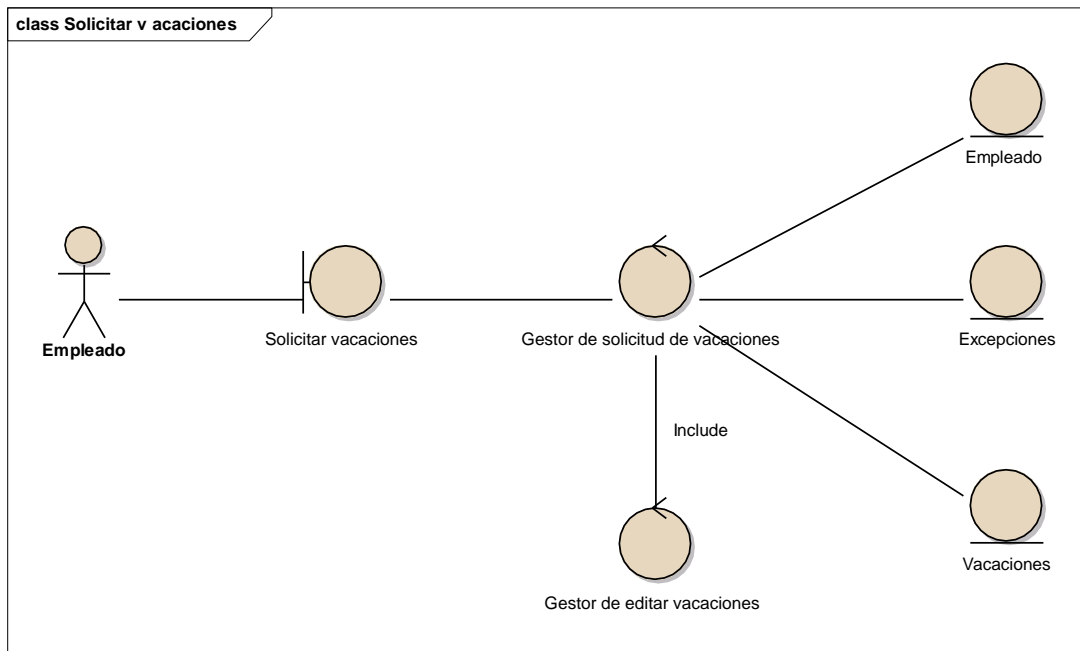 class Solicitar v acaciones
Empleado
Empleado
Solicitar vacaciones
Gestor de solicitud de vacaciones
Excepciones
Include
Vacaciones
Gestor de editar vacaciones